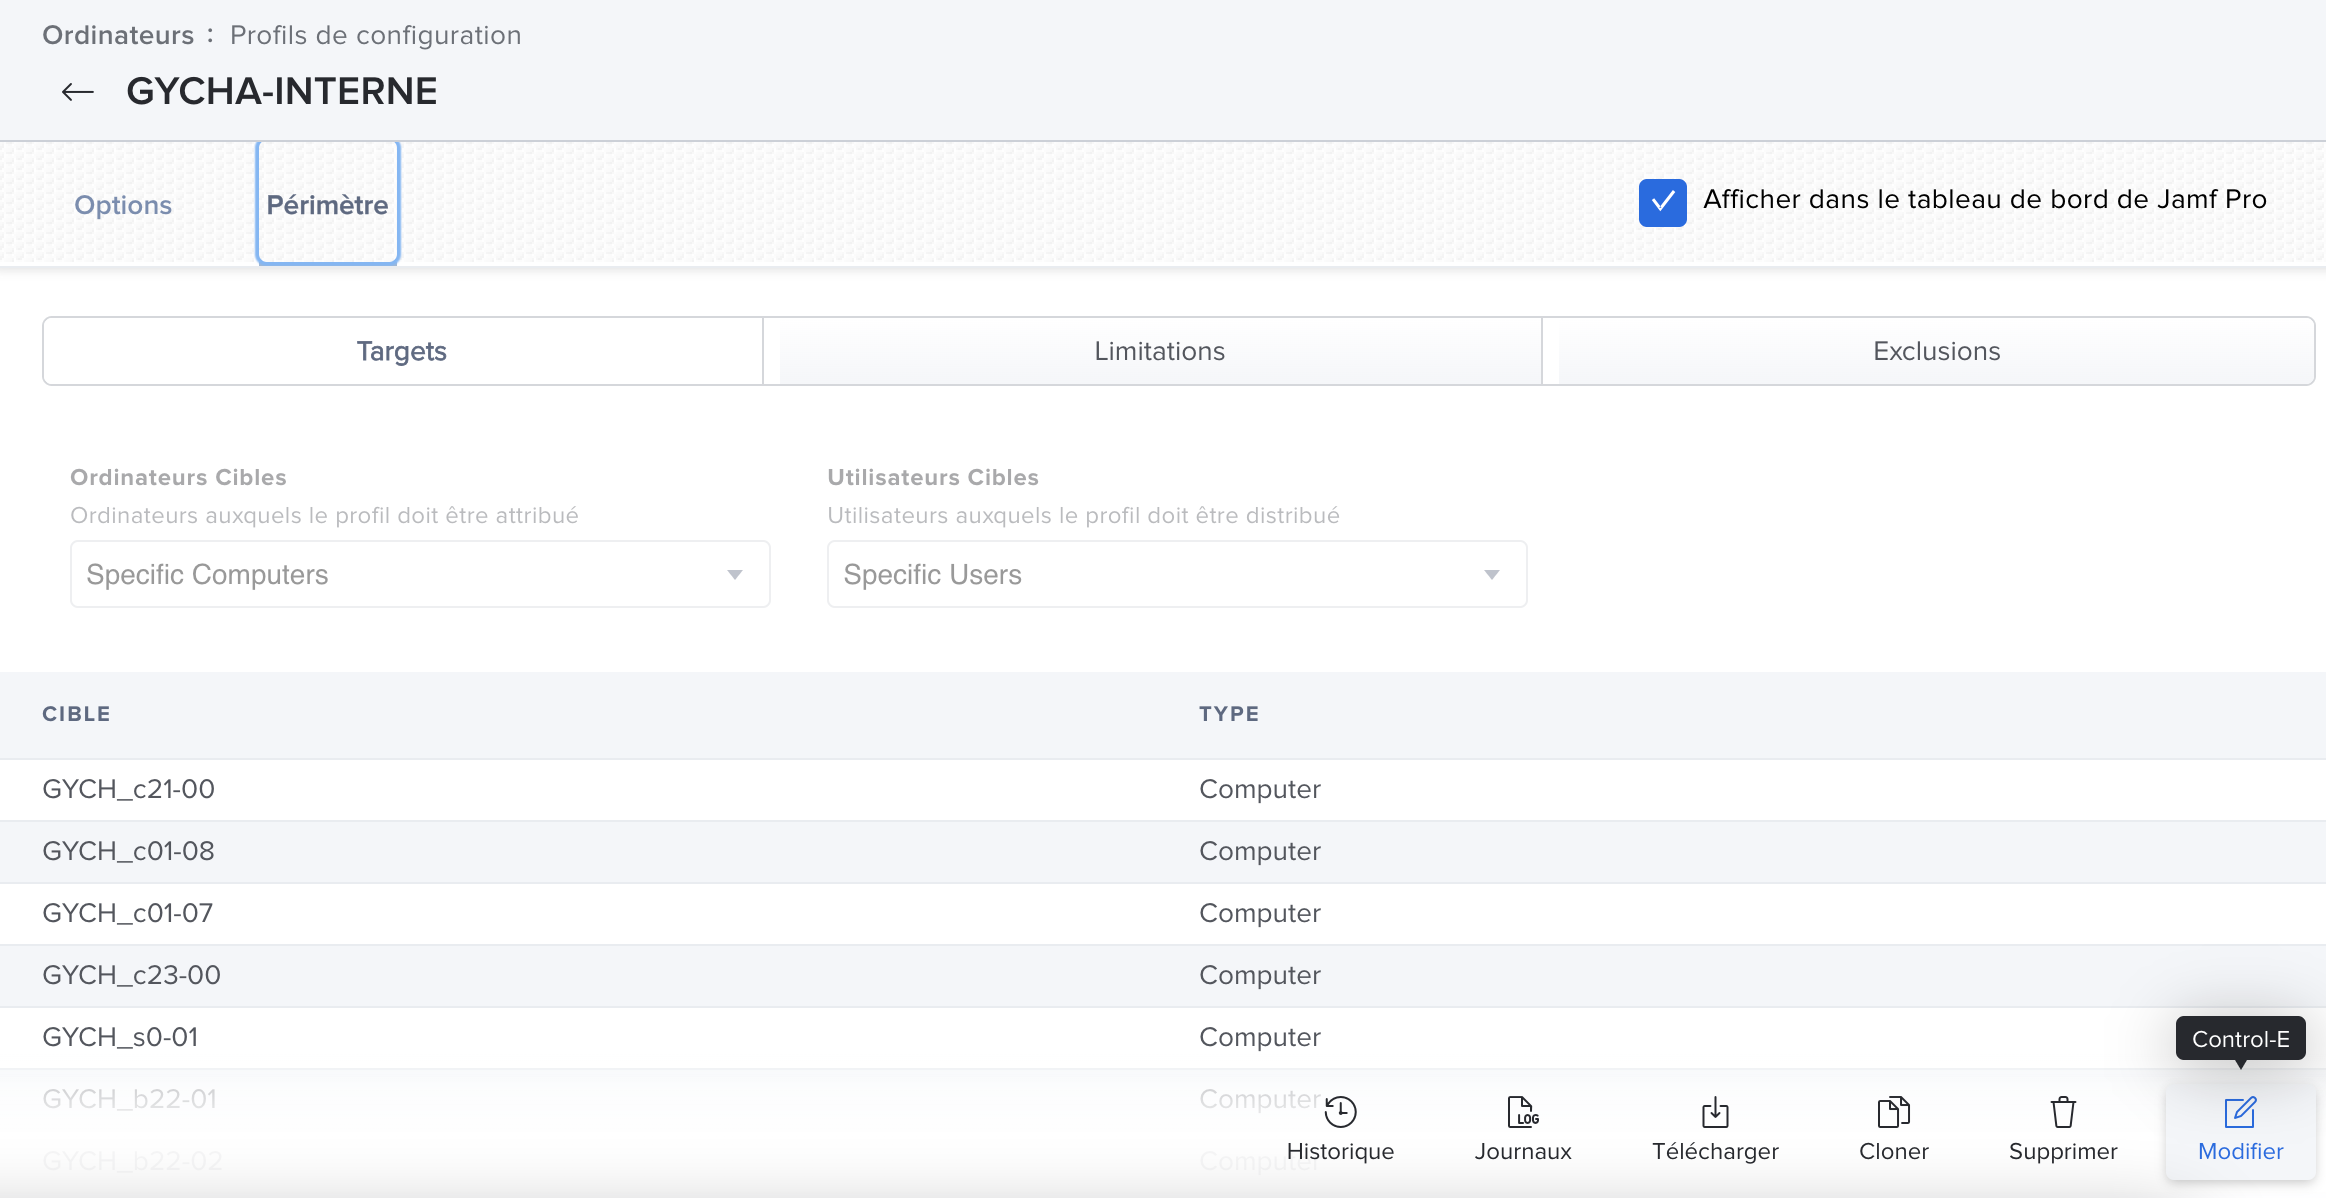 Ordinateurs : Profils de configuration
← GYCHA-INTERNE
Options
Périmètre
Afficher dans le tableau de bord de Jamf Pro
Targets
Limitations
Exclusions
Ordinateurs Cibles
Ordinateurs auxquels le profil doit être attribué
Specific Computers
Utilisateurs Cibles
Utilisateurs auxquels le profil doit être distribué
Specific Users
CIBLE TYPE
GYCH_c21-00 Computer
GYCH_c01-08 Computer
GYCH_c01-07 Computer
GYCH_c23-00 Computer
GYCH_s0-01 Computer
GYCH_b22-01 Computer
GYCH_b22-02 Computer
Control-E
LOG
Historique
Journaux
Télécharger
Cloner
Supprimer
Modifier